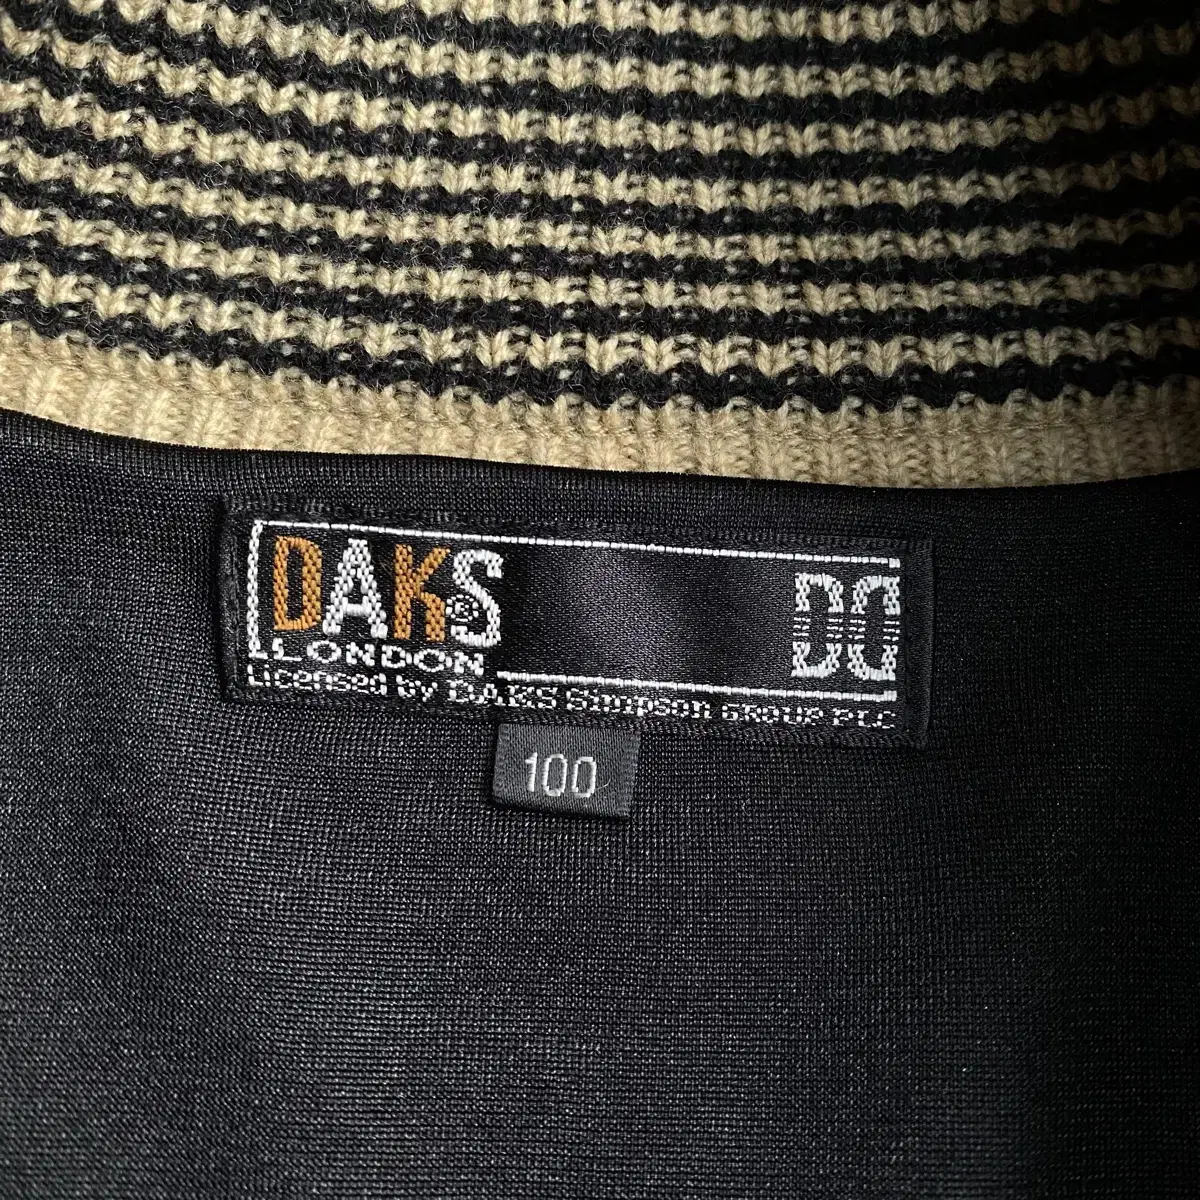 DAKS®
DD
LONDON
Licensed by DAKS Simpson GROUP PLC
100